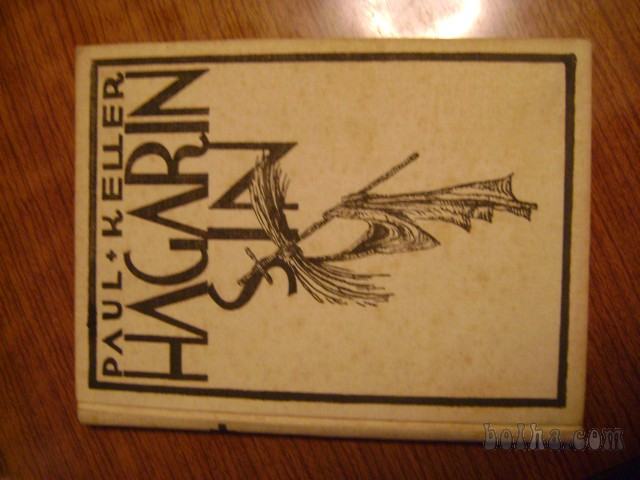 PAUL + KELLER
HAGARIN
SIN
bolha.com